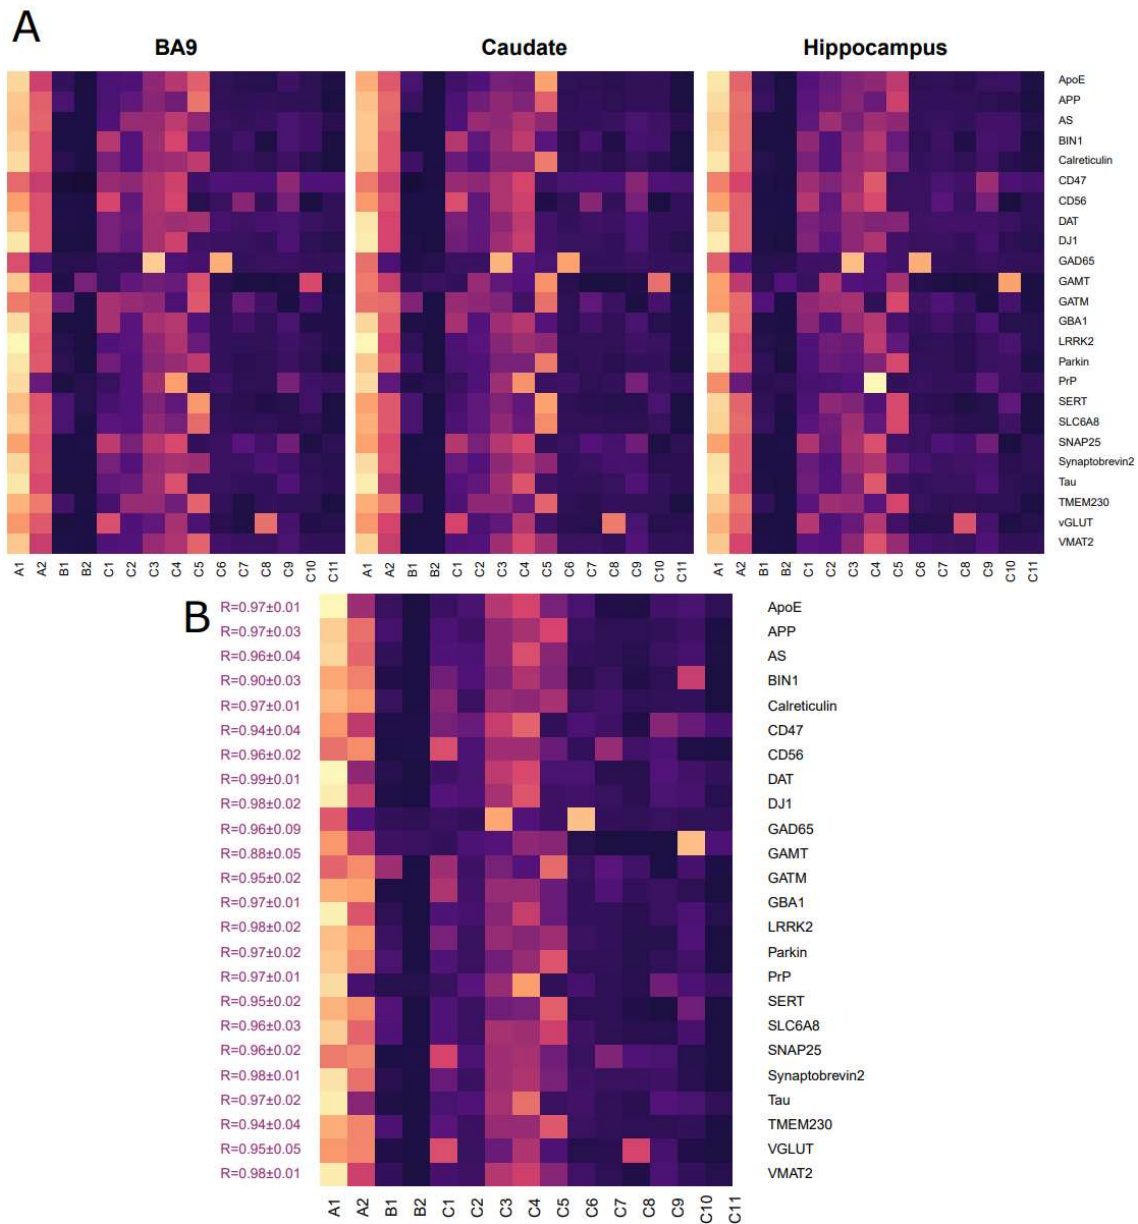 A
BA9 Caudate Hippocampus
ApoE
APP
AS
BIN1
Calreticulin
CD47
CD56
DAT
DJ1
GAD65
GAMT
GATM
GBA1
LRRK2
Parkin
PrP
SERT
SLC6A8
SNAP25
Synaptobrevin2
Tau
TMEM230
vGLUT
VMAT2
A1 A2 B1 B2 C1 C2 C3 C4 C5 C6 C7 C8 C9 C10 C11 A1 A2 B1 B2 C1 C2 C3 C4 C5 C6 C7 C8 C9 C10 C11 A1 A2 B1 B2 C1 C2 C3 C4 C5 C6 C7 C8 C9 C10 C11
B
R=0.97±0.01 ApoE
R=0.97±0.03 APP
R=0.96±0.04 AS
R=0.90±0.03 BIN1
R=0.97±0.01 Calreticulin
R=0.94±0.04 CD47
R=0.96±0.02 CD56
R=0.99±0.01 DAT
R=0.98±0.02 DJ1
R=0.96±0.09 GAD65
R=0.88±0.05 GAMT
R=0.95±0.02 GATM
R=0.97±0.01 GBA1
R=0.98±0.02 LRRK2
R=0.97±0.02 Parkin
R=0.97±0.01 PrP
R=0.95±0.02 SERT
R=0.96±0.03 SLC6A8
R=0.96±0.02 SNAP25
R=0.98±0.01 Synaptobrevin2
R=0.97±0.02 Tau
R=0.94±0.04 TMEM230
R=0.95±0.05 VGLUT
R=0.98±0.01 VMAT2
A1 A2 B1 B2 C1 C2 C3 C4 C5 C6 C7 C8 C9 C10 C11